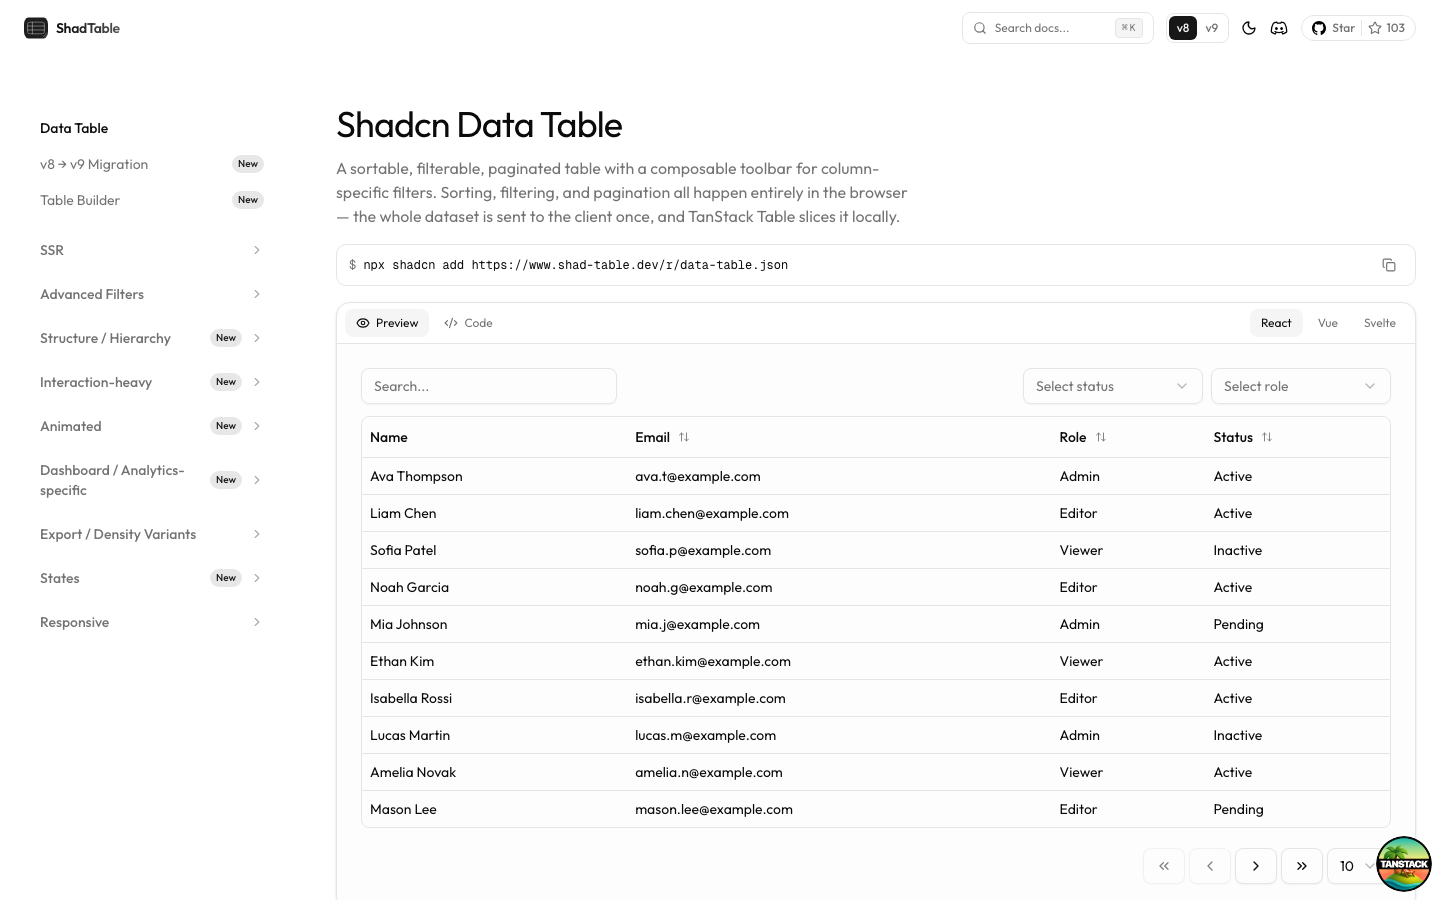 ShadTable
Search docs...
⌘K
v8
v9
Star
103
Data Table
v8 → v9 Migration
New
Table Builder
New
SSR
Advanced Filters
Structure / Hierarchy
New
Interaction-heavy
New
Animated
New
Dashboard / Analytics-
specific
New
Export / Density Variants
States
New
Responsive
Shadcn Data Table
A sortable, filterable, paginated table with a composable toolbar for column-
specific filters. Sorting, filtering, and pagination all happen entirely in the browser
— the whole dataset is sent to the client once, and TanStack Table slices it locally.
$ npx shadcn add https://www.shad-table.dev/r/data-table.json
Preview
Code
React
Vue
Svelte
Search...
Select status
Select role
Name Email Role Status
Ava Thompson ava.t@example.com Admin Active
Liam Chen liam.chen@example.com Editor Active
Sofia Patel sofia.p@example.com Viewer Inactive
Noah Garcia noah.g@example.com Editor Active
Mia Johnson mia.j@example.com Admin Pending
Ethan Kim ethan.kim@example.com Viewer Active
Isabella Rossi isabella.r@example.com Editor Active
Lucas Martin lucas.m@example.com Admin Inactive
Amelia Novak amelia.n@example.com Viewer Active
Mason Lee mason.lee@example.com Editor Pending
10
TANSTACK